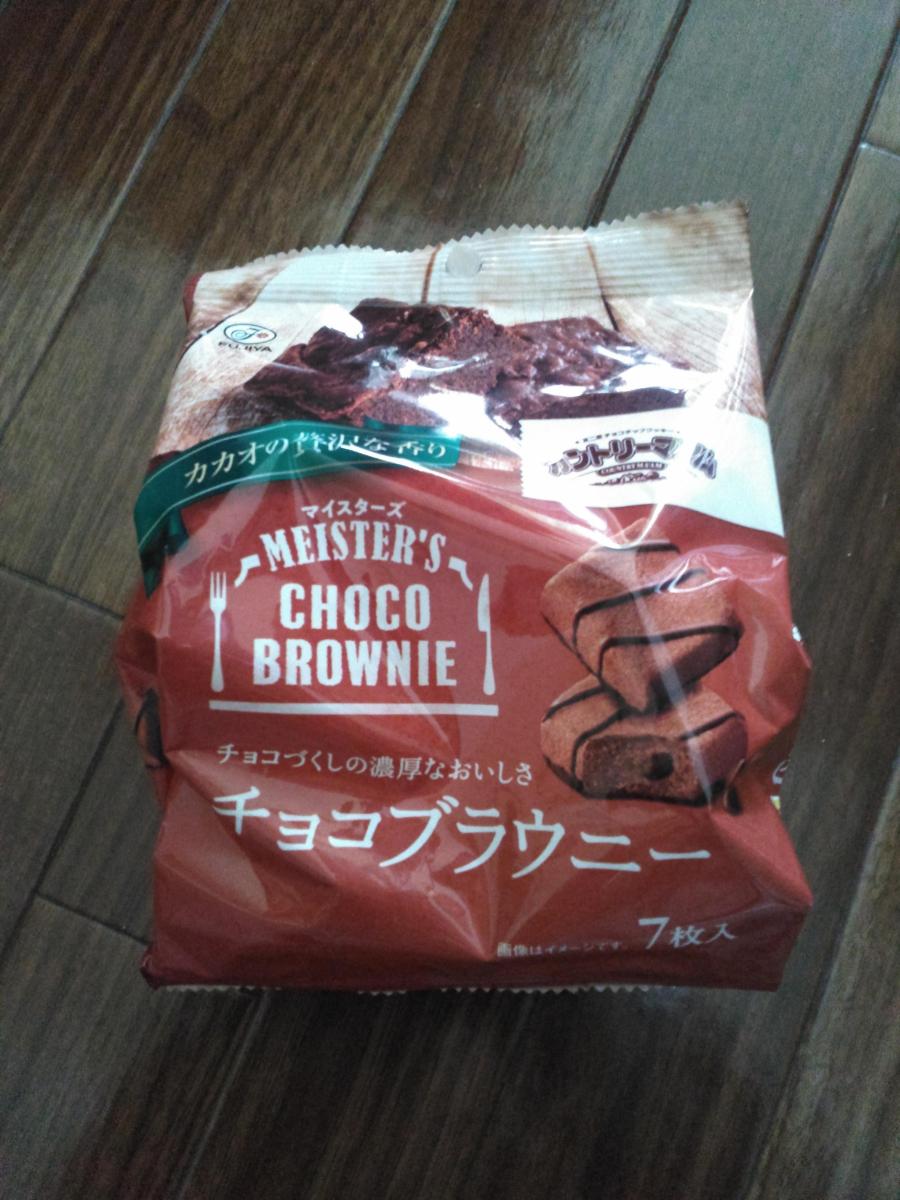 FUJIYA
カカオの贅沢な香り
カントリーマアム
COUNTRY MA'AM
マイスターズ
MEISTER'S
CHOCO
BROWNIE
チョコづくしの濃厚なおいしさ
チョコブラウニー
7枚入
画像はイメージです。